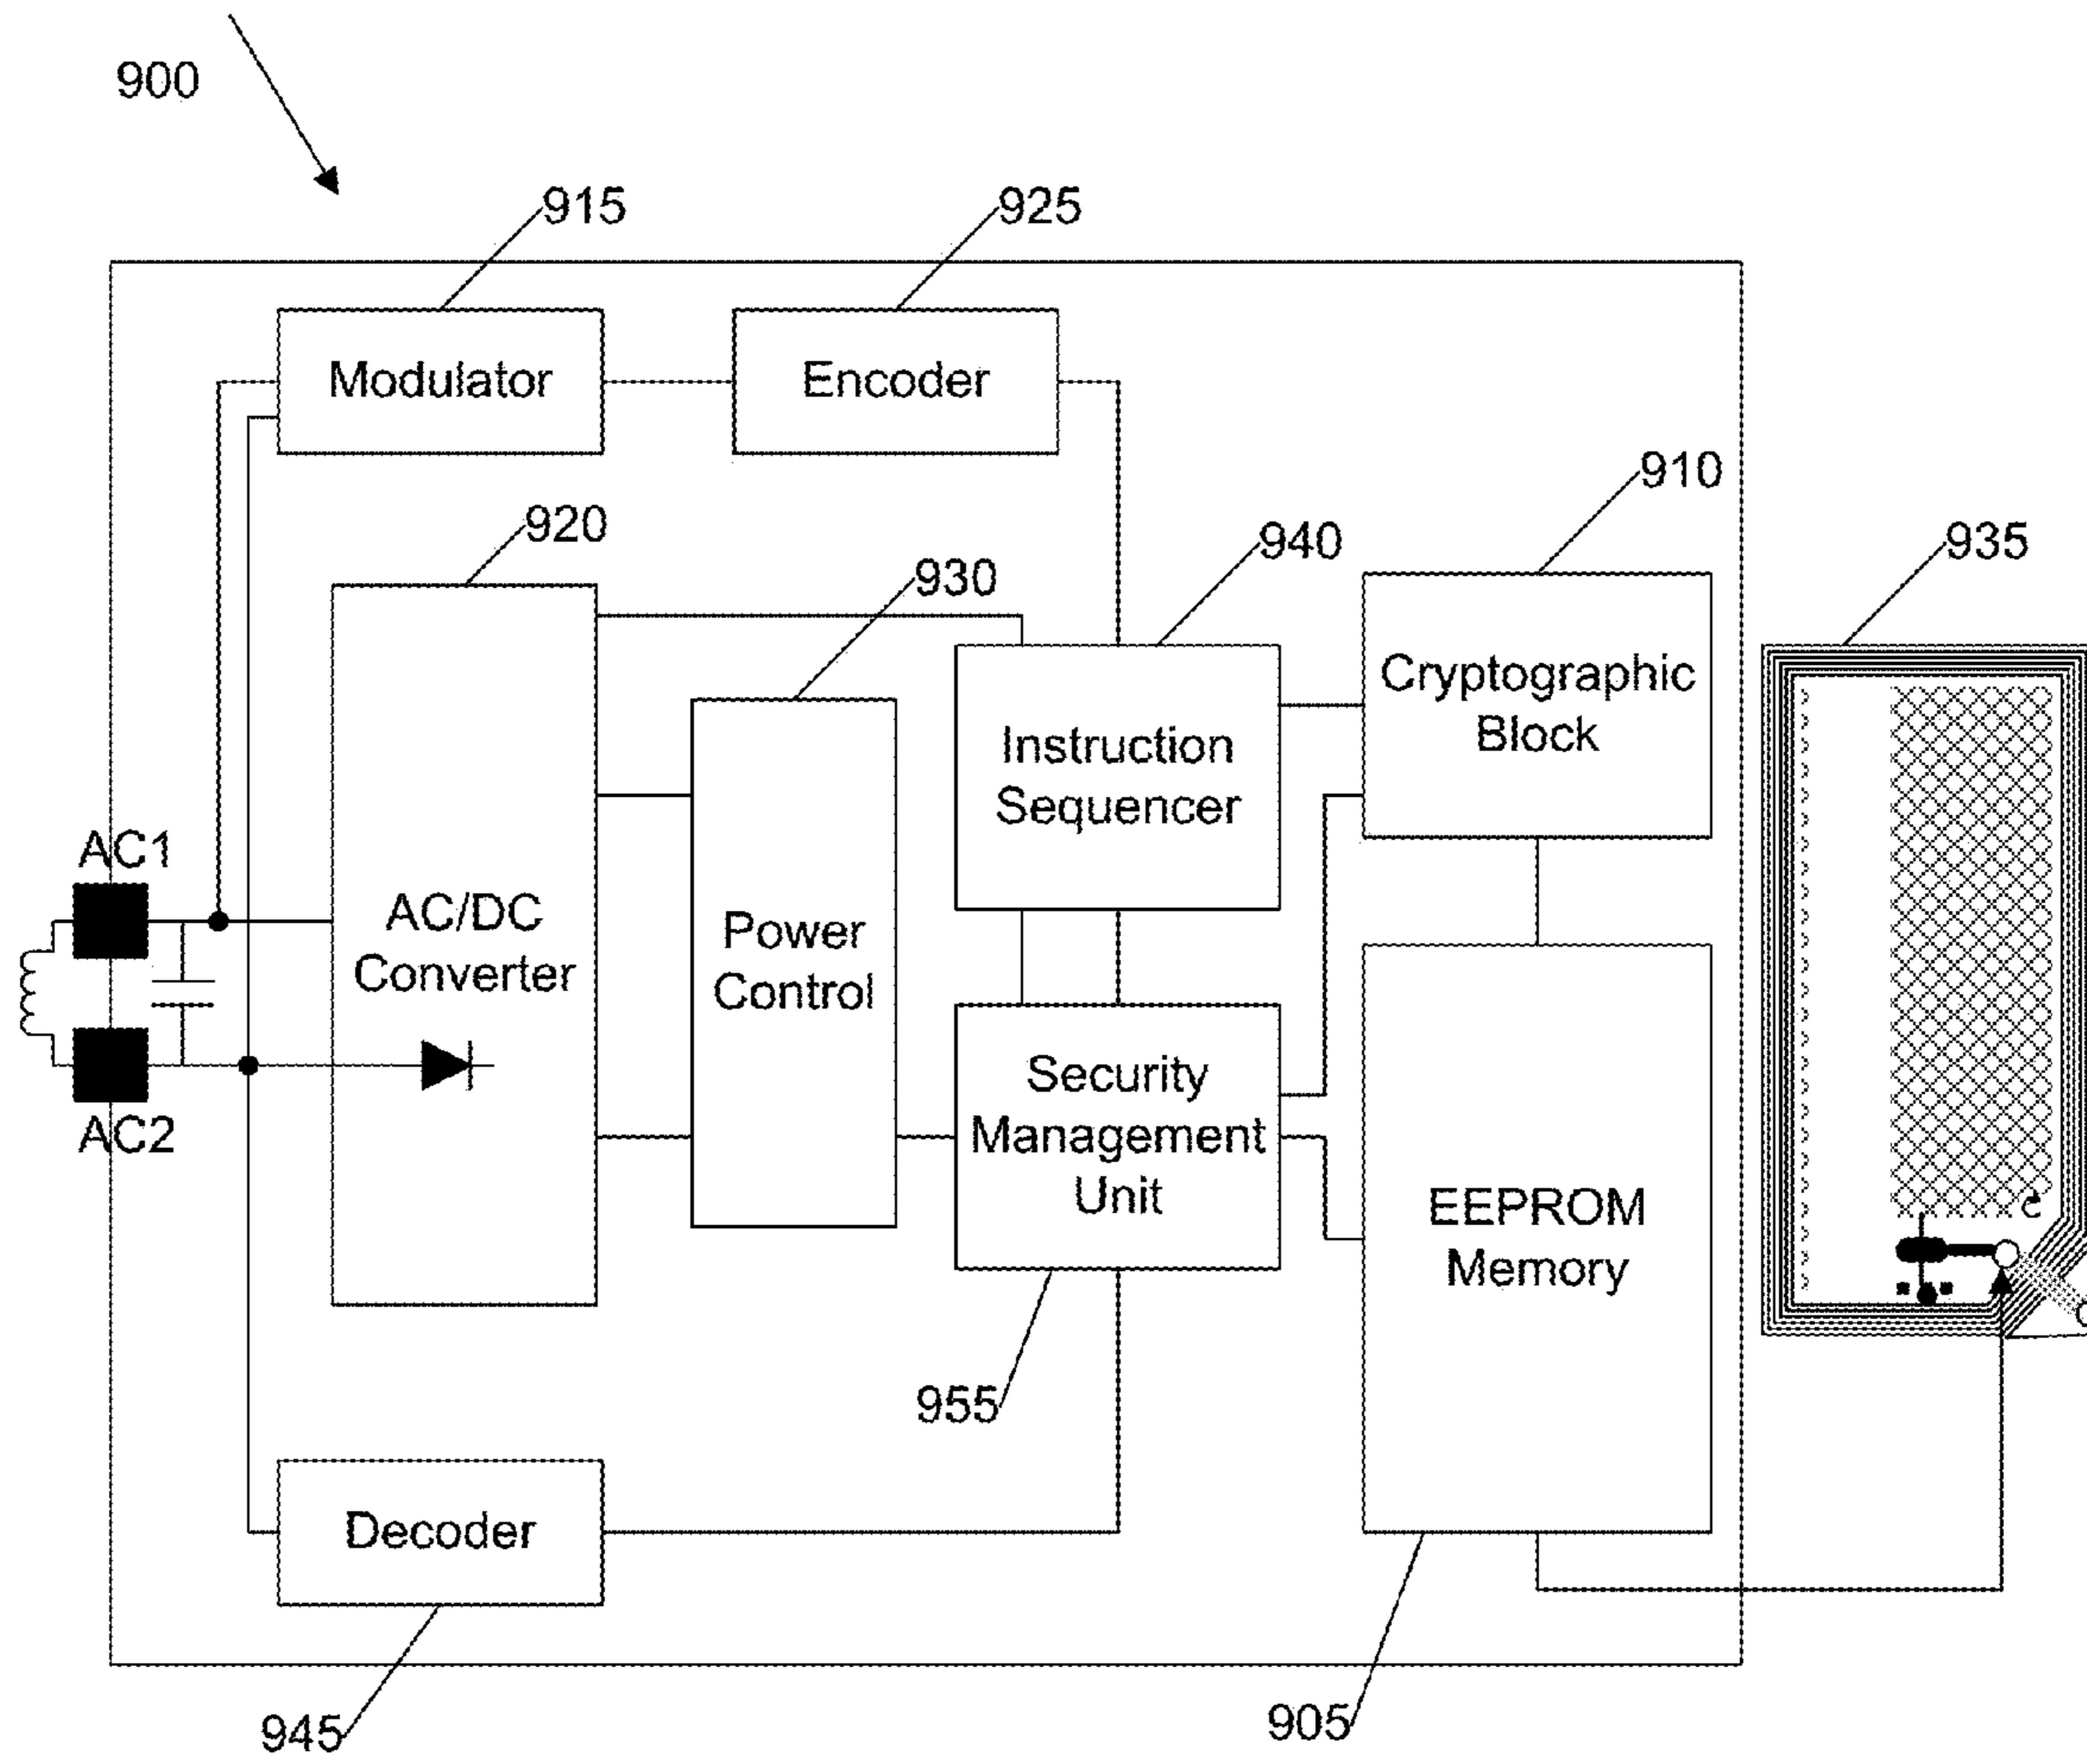 900
915
925
Modulator
Encoder
910
920
940
935
930
Cryptographic
Block
Instruction
Sequencer
AC1
AC/DC
Converter
Power
Control
Security
Management
Unit
AC2
EEPROM
Memory
955
Decoder
945
905